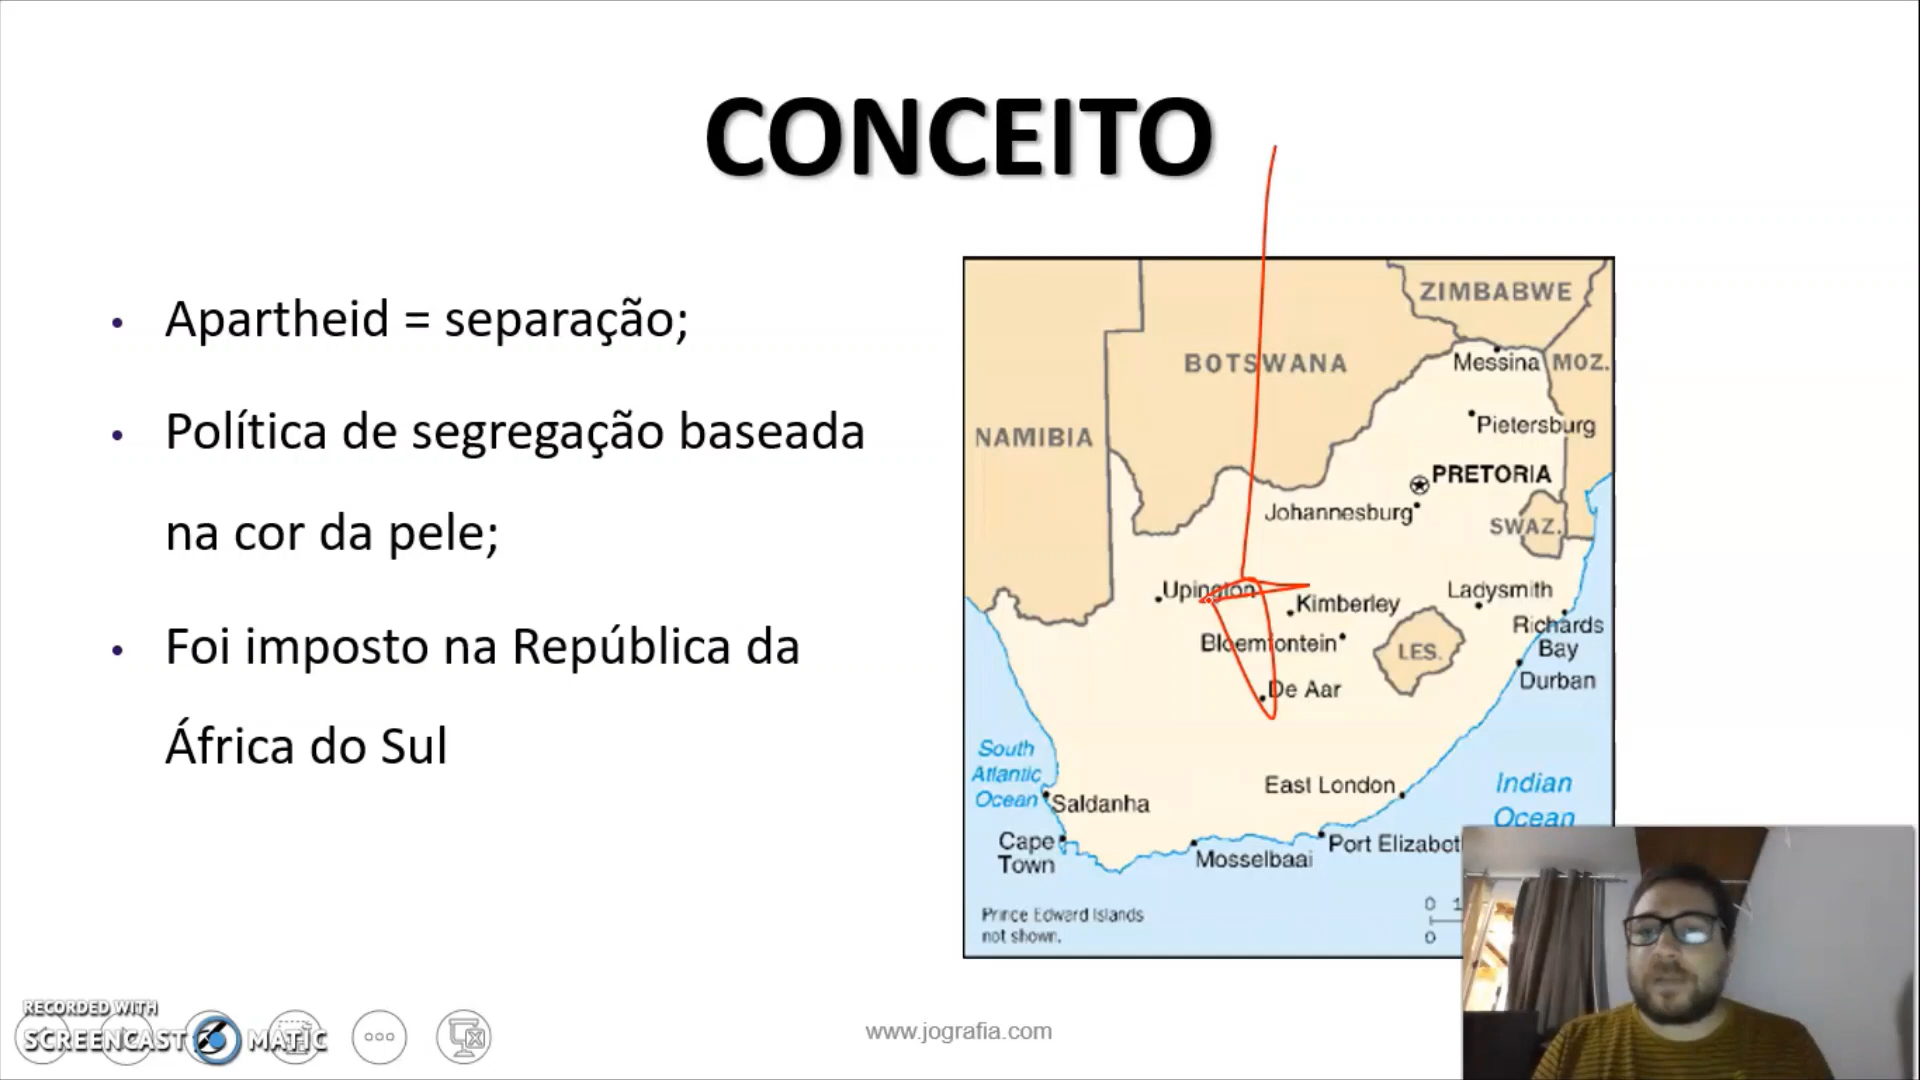 CONCEITO
• Apartheid = separação;
• Política de segregação baseada
na cor da pele;
• Foi imposto na República da
África do Sul
ZIMBABWE
BOTSWANA
Messina
MOZ.
Pietersburg
NAMIBIA
PRETORIA
Johannesburg
SWAZ.
Upington
Ladysmith
Kimberley
Richards
Bay
Bloemfontein
LES.
Durban
De Aar
South
Atlantic
Ocean
Indian
Ocean
East London
Saldanha
Cape
Town
Port Elizabet
Mosselbaai
Prince Edward Islands
not shown.
0 1
0
RECORDED WITH
SCREENCAST MATIC
www.jografia.com